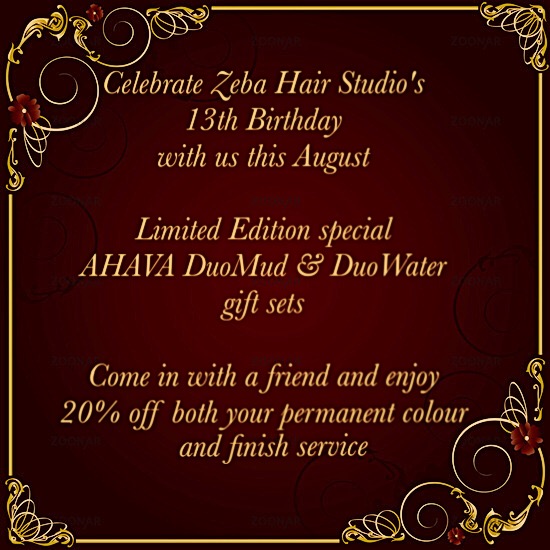 Celebrate Zeba Hair Studio's
13th Birthday
with us this August
Limited Edition special
AHAVA DuoMud & DuoWater
gift sets
Come in with a friend and enjoy
20% off both your permanent colour
and finish service